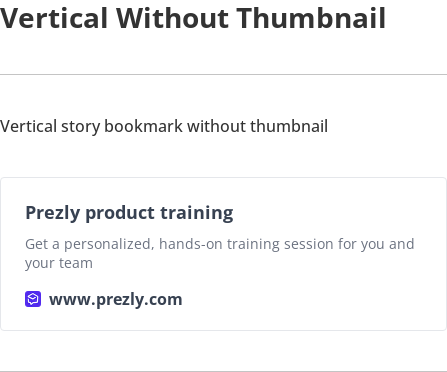 Vertical Without Thumbnail
Vertical story bookmark without thumbnail
Prezly product training
Get a personalized, hands-on training session for you and
your team
www.prezly.com